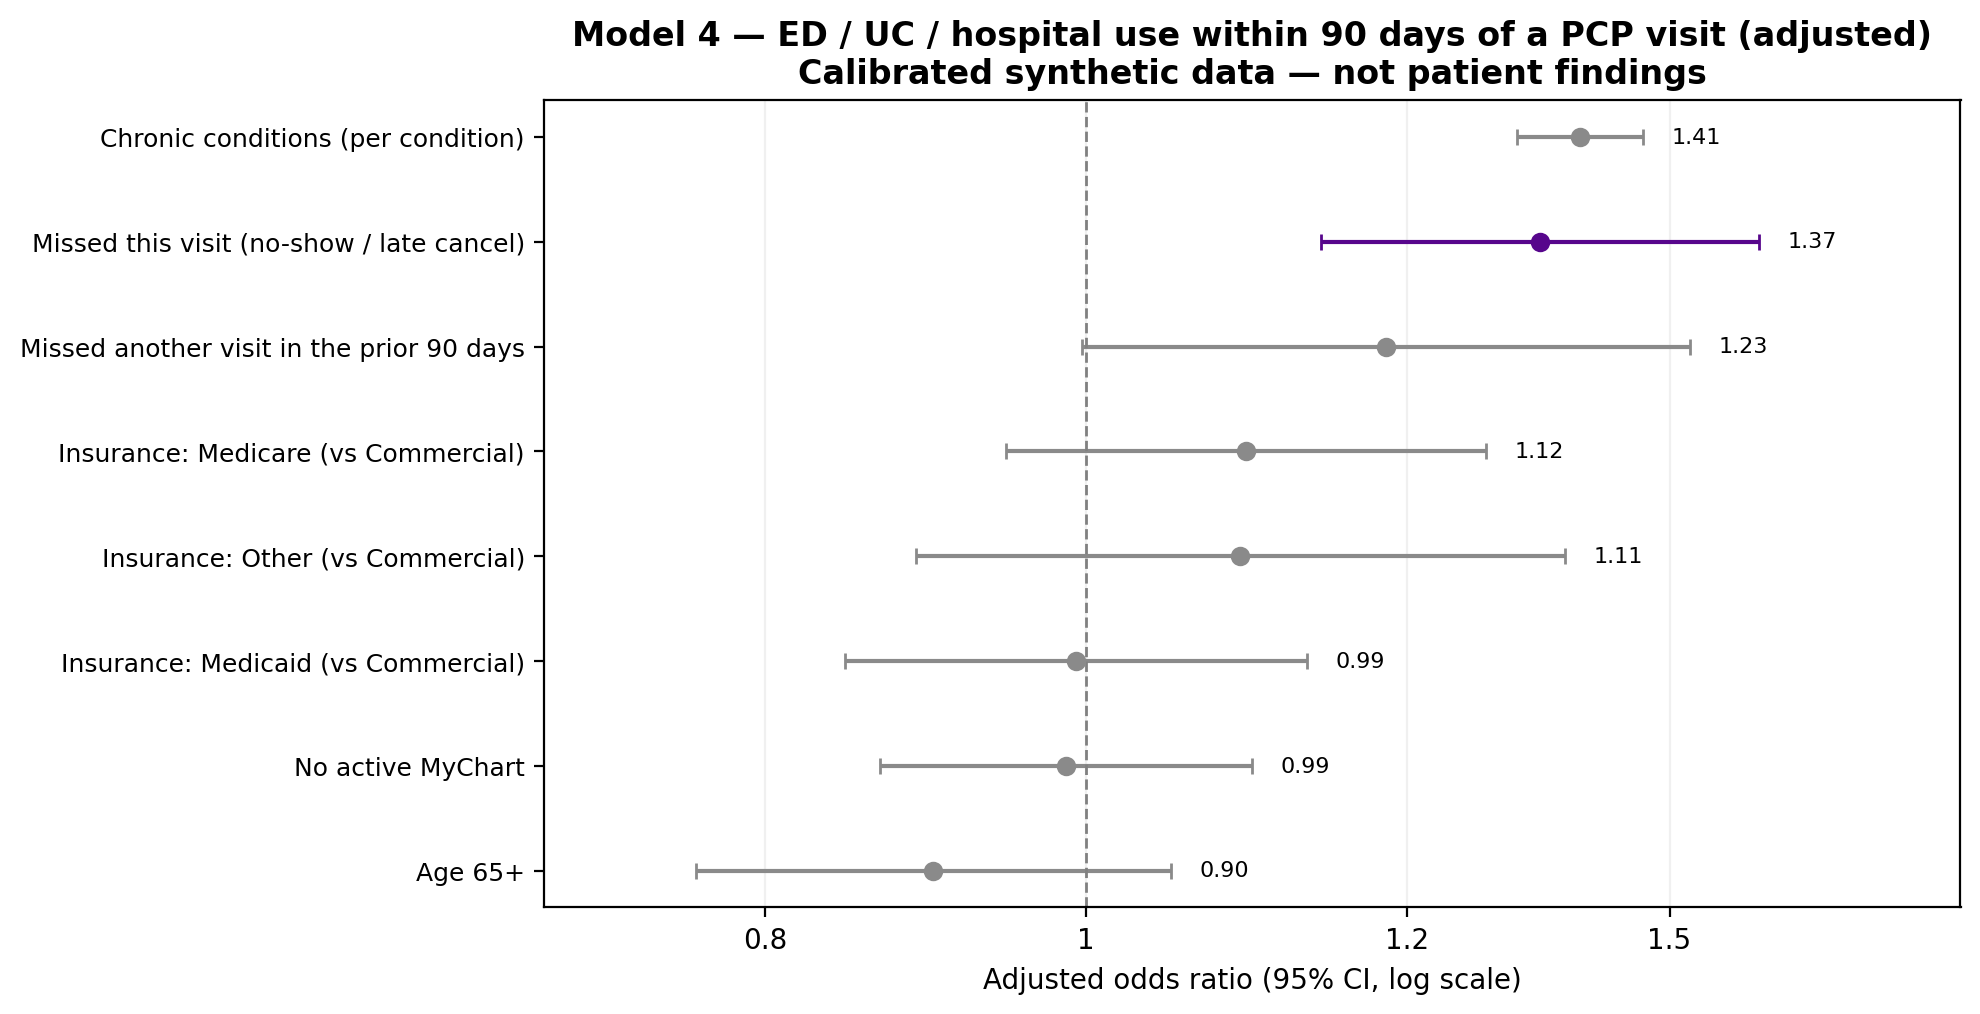 Model 4 — ED / UC / hospital use within 90 days of a PCP visit (adjusted)
Calibrated synthetic data — not patient findings
Chronic conditions (per condition)
1.41
Missed this visit (no-show / late cancel)
1.37
Missed another visit in the prior 90 days
1.23
Insurance: Medicare (vs Commercial)
1.12
Insurance: Other (vs Commercial)
1.11
Insurance: Medicaid (vs Commercial)
0.99
No active MyChart
0.99
Age 65+
0.90
0.8
1
1.2
1.5
Adjusted odds ratio (95% CI, log scale)